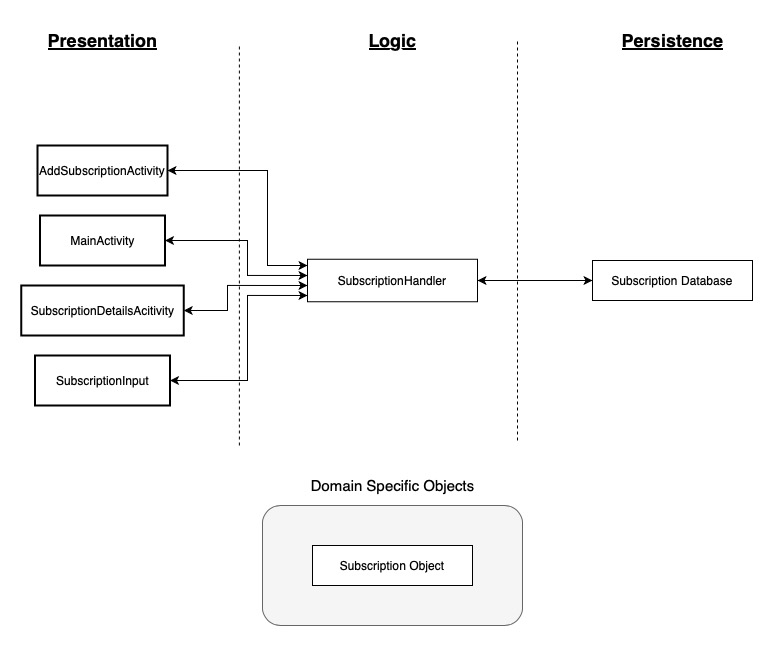 Presentation
Logic
Persistence
AddSubscriptionActivity
MainActivity
SubscriptionDetailsAcitivity
SubscriptionInput
SubscriptionHandler
Subscription Database
Domain Specific Objects
Subscription Object